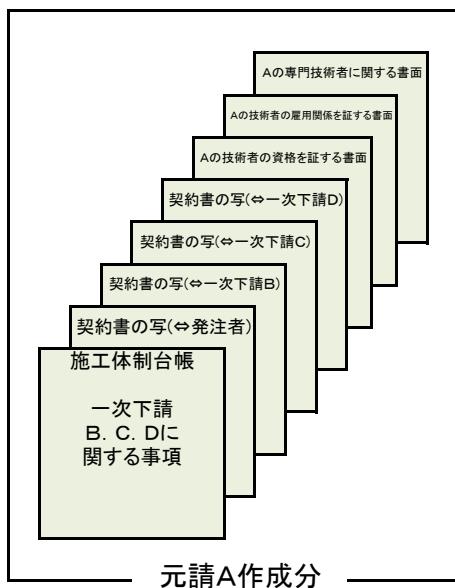 Aの専門技術者に関する書面
Aの技術者の雇用関係を証する書面
Aの技術者の資格を証する書面
契約書の写(⇔一次下請D)
契約書の写(⇔一次下請C)
契約書の写(⇔一次下請B)
契約書の写(⇔発注者)
施工体制台帳
一次下請
B．C．Dに
関する事項
元請A作成分